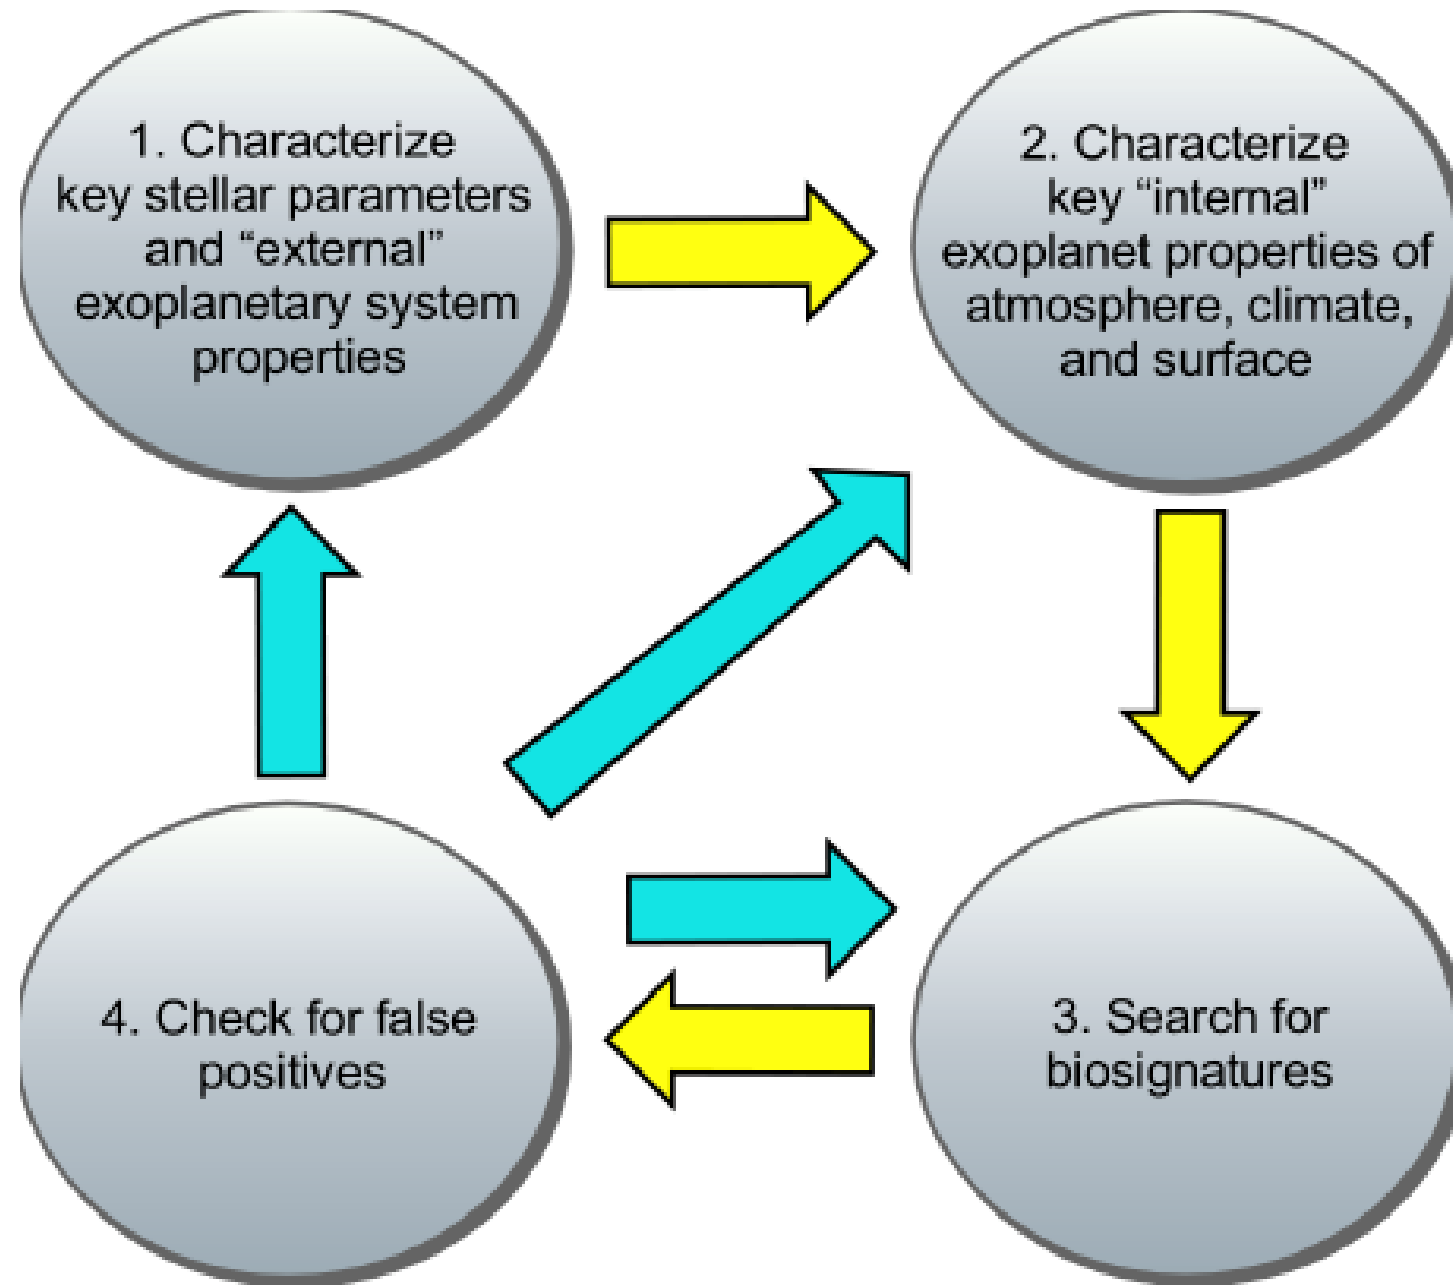 1. Characterize
key stellar parameters
and “external”
exoplanetary system
properties
2. Characterize
key “internal”
exoplanet properties of
atmosphere, climate,
and surface
4. Check for false
positives
3. Search for
biosignatures